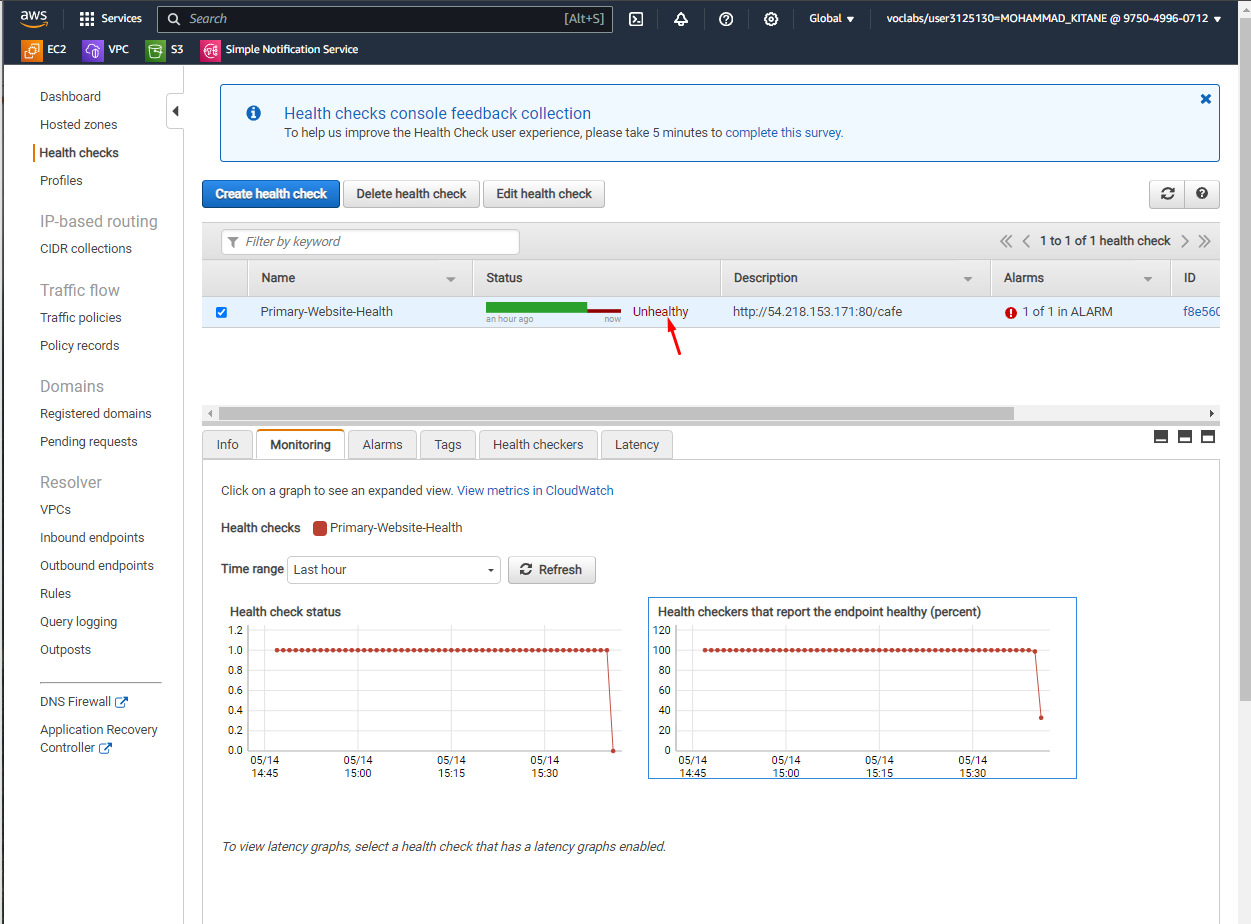 aws
Services
Search [Alt+S]
Global
voclabs/user3125130=MOHAMMAD_KITANE @ 9750-4996-0712
EC2 VPC S3 Simple Notification Service
Dashboard
Hosted zones
Health checks
Profiles
IP-based routing
CIDR collections
Traffic flow
Traffic policies
Policy records
Domains
Registered domains
Pending requests
Resolver
VPCs
Inbound endpoints
Outbound endpoints
Rules
Query logging
Outposts
DNS Firewall
Application Recovery
Controller
Health checks console feedback collection
To help us improve the Health Check user experience, please take 5 minutes to complete this survey.
Create health check Delete health check Edit health check
Filter by keyword
1 to 1 of 1 health check
Name Status Description Alarms ID
Primary-Website-Health an hour ago now Unhealthy http://54.218.153.171:80/cafe 1 of 1 in ALARM f8e560
Info Monitoring Alarms Tags Health checkers Latency
Click on a graph to see an expanded view. View metrics in CloudWatch
Health checks Primary-Website-Health
Time range Last hour Refresh
Health check status
1.2
1.0
0.8
0.6
0.4
0.2
0.0
05/14 05/14 05/14 05/14
14:45 15:00 15:15 15:30
Health checkers that report the endpoint healthy (percent)
120
100
80
60
40
20
0
05/14 05/14 05/14 05/14
14:45 15:00 15:15 15:30
To view latency graphs, select a health check that has a latency graphs enabled.